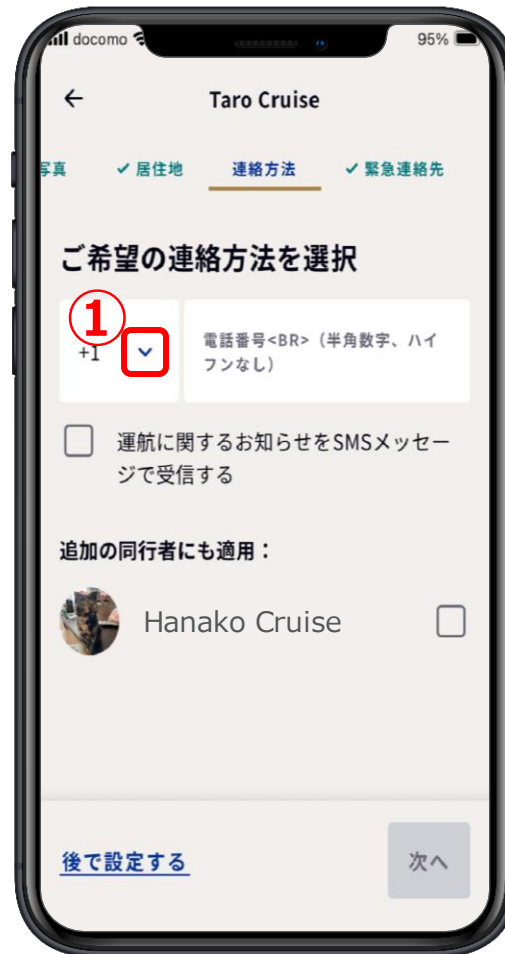 docomo 95%
← Taro Cruise
写真 ✓ 居住地 連絡方法 ✓ 緊急連絡先
ご希望の連絡方法を選択
①
+1
電話番号<BR>（半角数字、ハイ
フンなし）
運航に関するお知らせをSMSメッセー
ジで受信する
追加の同行者にも適用：
Hanako Cruise
後で設定する
次へ